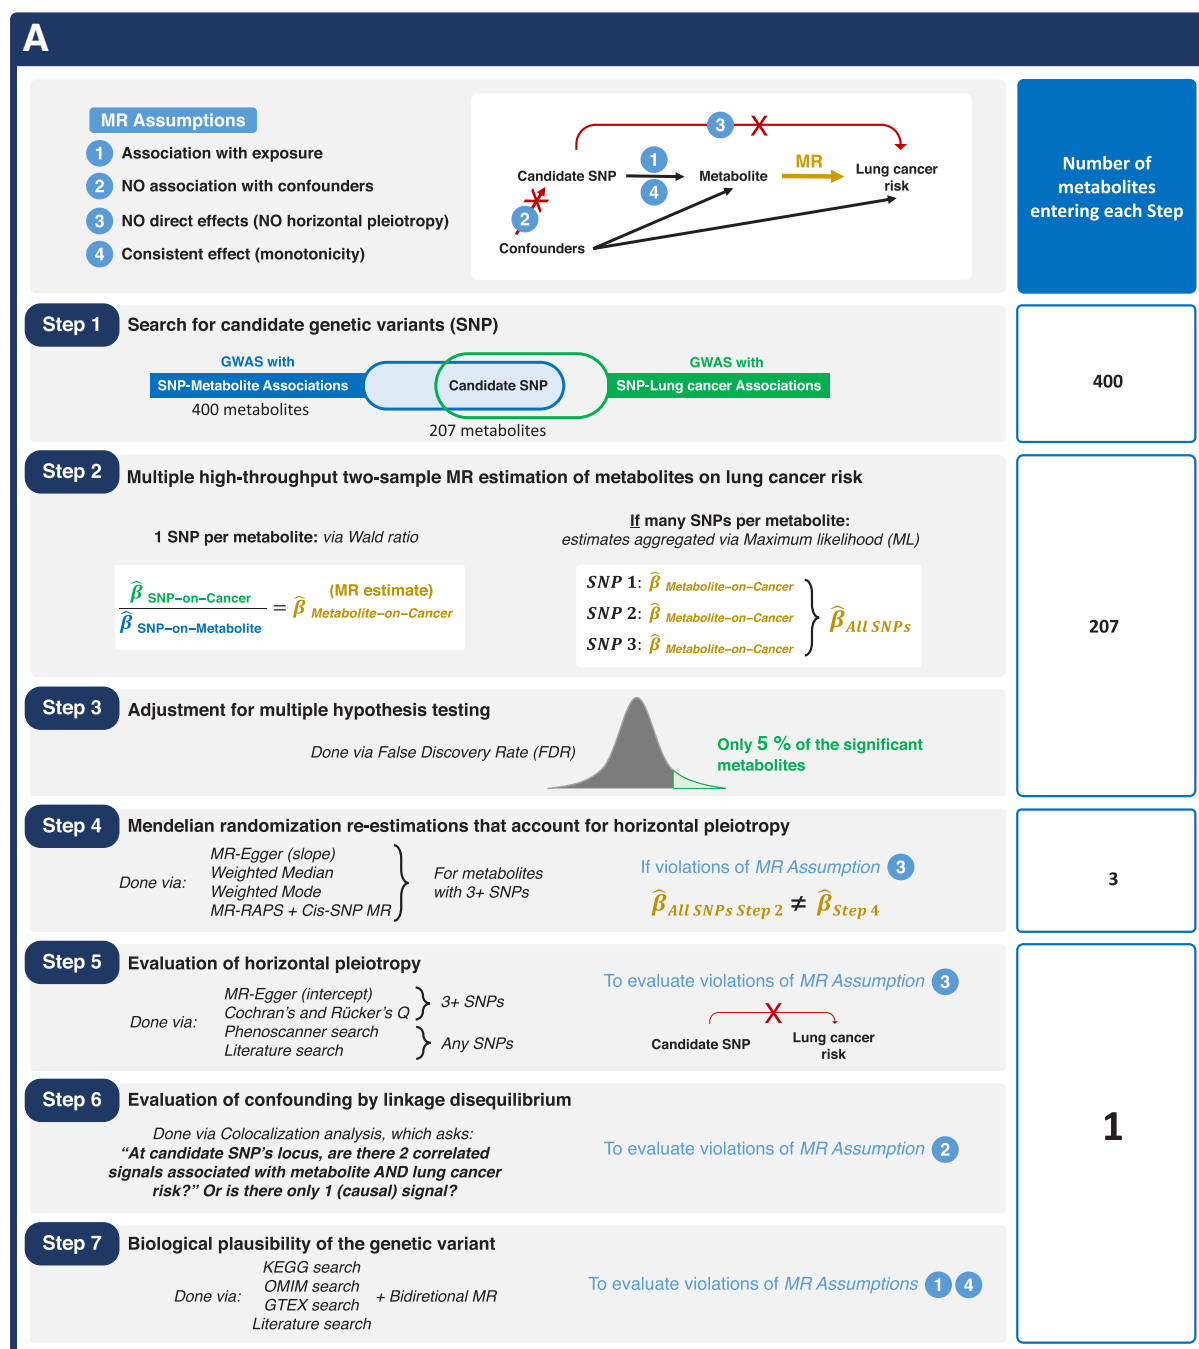 A
MR Assumptions
1 Association with exposure
2 NO association with confounders
3 NO direct effects (NO horizontal pleiotropy)
4 Consistent effect (monotonicity)
3 X
1
MR
Candidate SNP
Metabolite
Lung cancer
risk
4
X
2
Confounders
Number of
metabolites
entering each Step
Step 1
Search for candidate genetic variants (SNP)
GWAS with
SNP-Metabolite Associations
400 metabolites
Candidate SNP
207 metabolites
GWAS with
SNP-Lung cancer Associations
400
Step 2
Multiple high-throughput two-sample MR estimation of metabolites on lung cancer risk
1 SNP per metabolite: via Wald ratio
β̂ SNP–on–Cancer
β̂ SNP–on–Metabolite
= β̂ Metabolite–on–Cancer
(MR estimate)
If many SNPs per metabolite:
estimates aggregated via Maximum likelihood (ML)
SNP 1: β̂ Metabolite–on–Cancer
SNP 2: β̂ Metabolite–on–Cancer
SNP 3: β̂ Metabolite–on–Cancer
β̂ All SNPs
207
Step 3
Adjustment for multiple hypothesis testing
Done via False Discovery Rate (FDR)
Only 5 % of the significant
metabolites
Step 4
Mendelian randomization re-estimations that account for horizontal pleiotropy
Done via:
MR-Egger (slope)
Weighted Median
Weighted Mode
MR-RAPS + Cis-SNP MR
For metabolites
with 3+ SNPs
If violations of MR Assumption 3
β̂ All SNPs Step 2 ≠ β̂ Step 4
3
Step 5
Evaluation of horizontal pleiotropy
Done via:
MR-Egger (intercept)
Cochran's and Rücker's Q
3+ SNPs
Phenoscanner search
Literature search
Any SNPs
To evaluate violations of MR Assumption 3
X
Candidate SNP
Lung cancer
risk
Step 6
Evaluation of confounding by linkage disequilibrium
Done via Colocalization analysis, which asks:
“At candidate SNP's locus, are there 2 correlated
signals associated with metabolite AND lung cancer
risk?” Or is there only 1 (causal) signal?
To evaluate violations of MR Assumption 2
1
Step 7
Biological plausibility of the genetic variant
Done via:
KEGG search
OMIM search
GTEX search
Literature search
+ Bidiretional MR
To evaluate violations of MR Assumptions 1 4